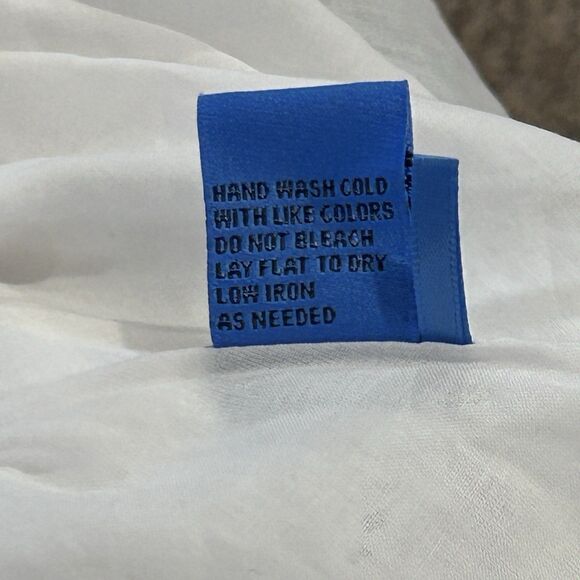 HAND WASH COLD
WITH LIKE COLORS
DO NOT BLEACH
LAY FLAT TO DRY
LOW IRON
AS NEEDED